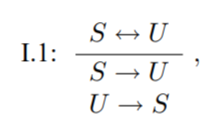 S ↔ U
I.1: ,
S → U
U → S